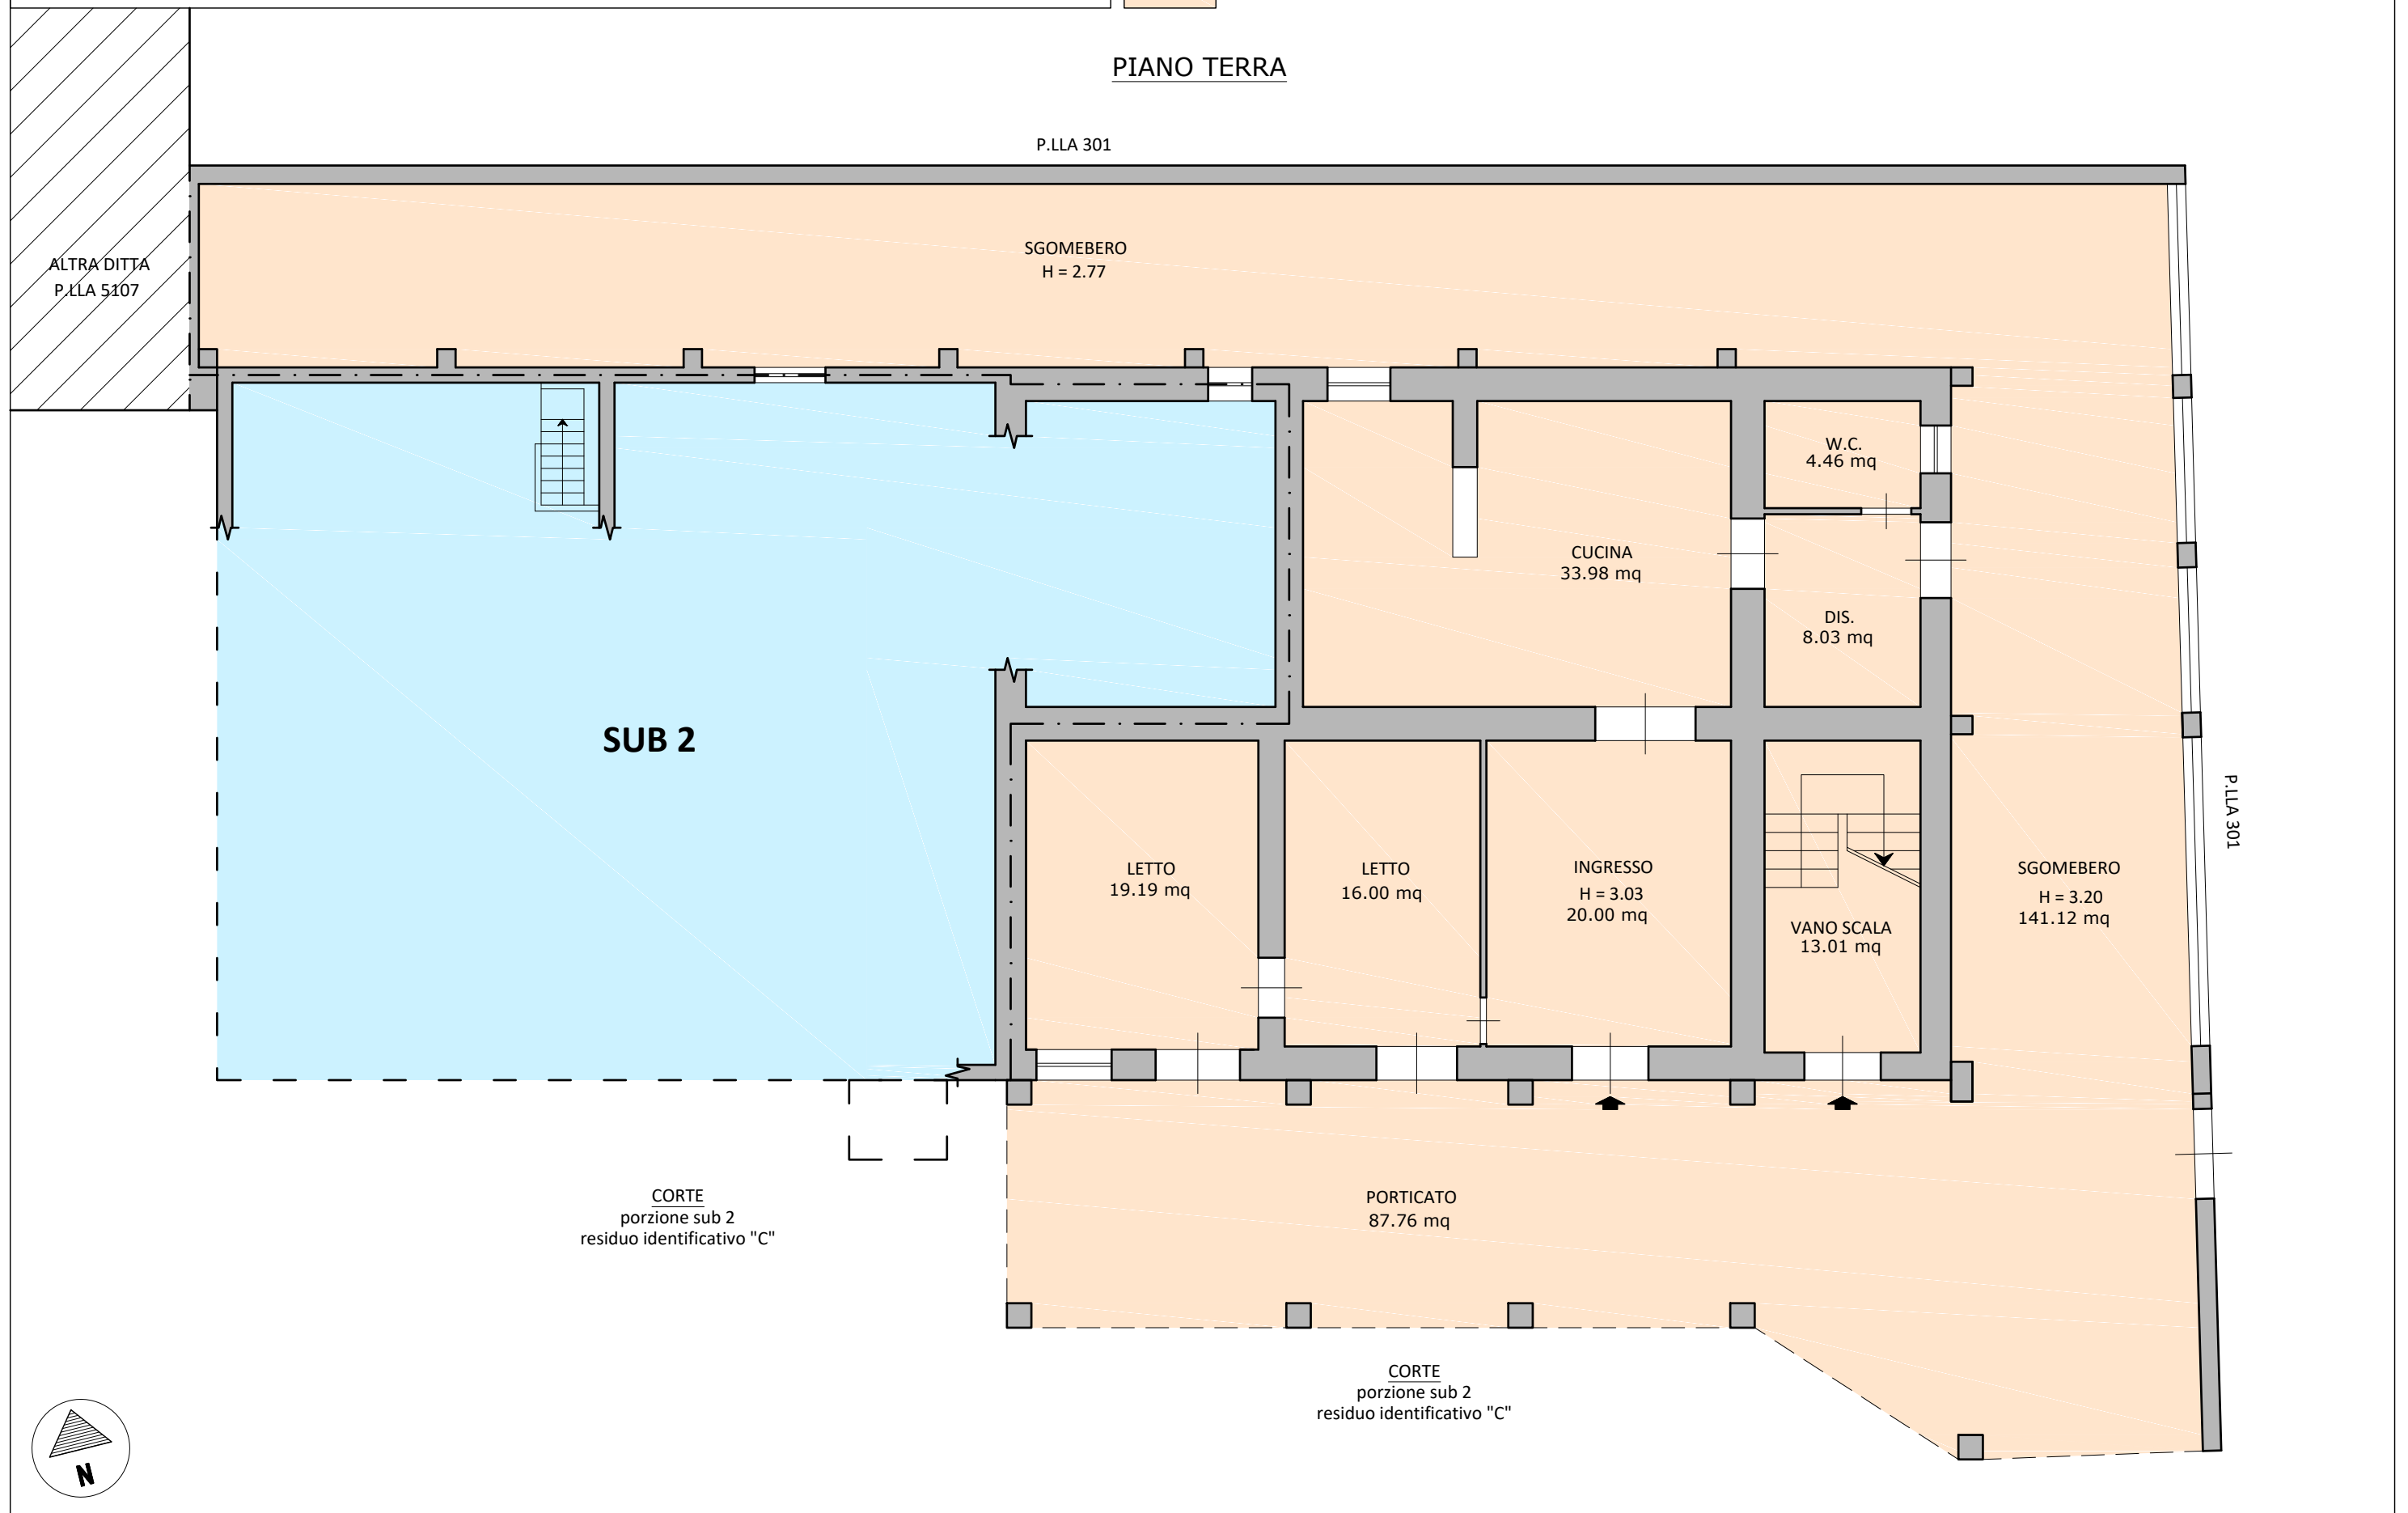 PIANO TERRA
P.LLA 301
SGOMEBERO
H = 2.77
ALTRA DITTA
P.LLA 5107
W.C.
4.46 mq
CUCINA
33.98 mq
DIS.
8.03 mq
SUB 2
P.LLA 301
LETTO
19.19 mq
LETTO
16.00 mq
INGRESSO
H = 3.03
20.00 mq
VANO SCALA
13.01 mq
SGOMEBERO
H = 3.20
141.12 mq
CORTE
porzione sub 2
residuo identificativo "C"
PORTICATO
87.76 mq
CORTE
porzione sub 2
residuo identificativo "C"
N